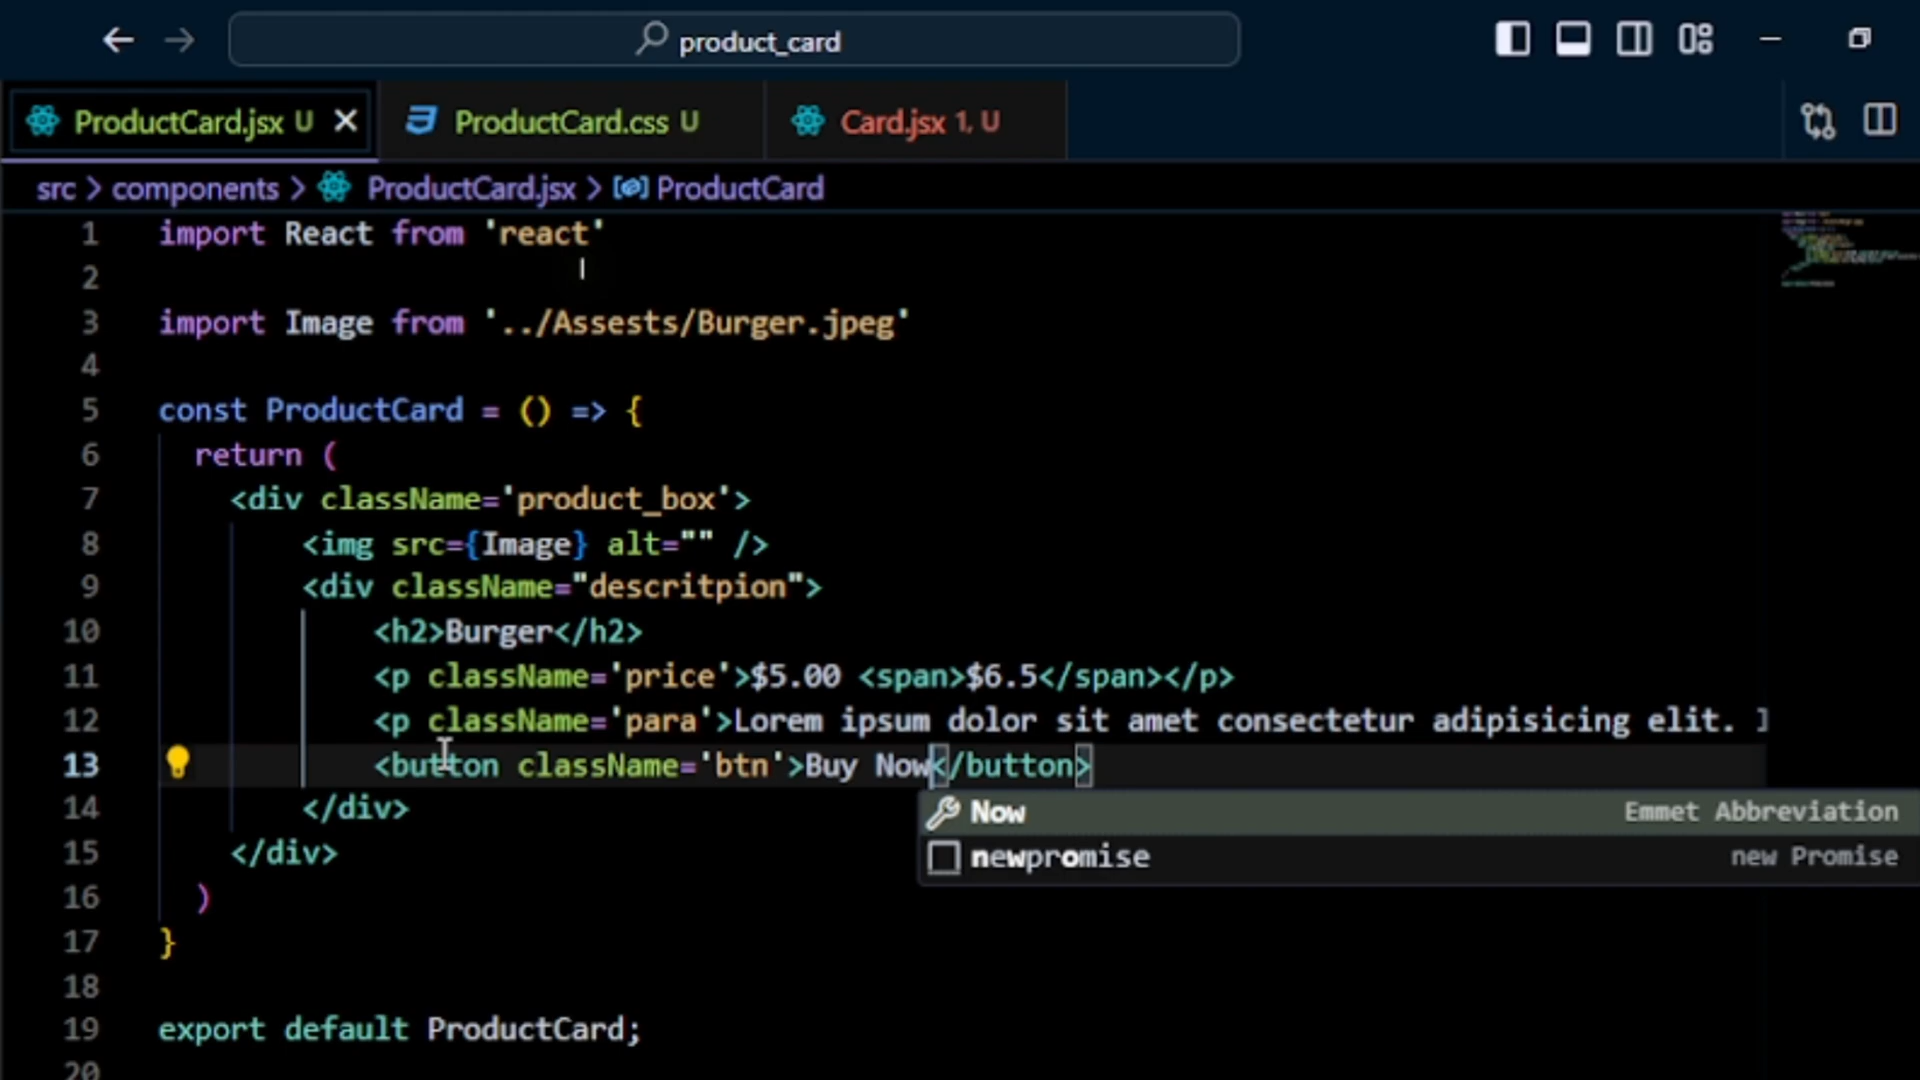 product_card
ProductCard.jsx U ProductCard.css U Card.jsx 1, U
src > components > ProductCard.jsx > ProductCard
1 import React from 'react'
2
3 import Image from '../Assests/Burger.jpeg'
4
5 const ProductCard = () => {
6 return (
7 <div className='product_box'>
8 <img src={Image} alt="" />
9 <div className="descritpion">
10 <h2>Burger</h2>
11 <p className='price'>$5.00 <span>$6.5</span></p>
12 <p className='para'>Lorem ipsum dolor sit amet consectetur adipisicing elit.
13 <button className='btn'>Buy Now</button>
14 </div>
Now Emmet Abbreviation
newpromise new Promise
15 </div>
16 )
17 }
18
19 export default ProductCard;
20